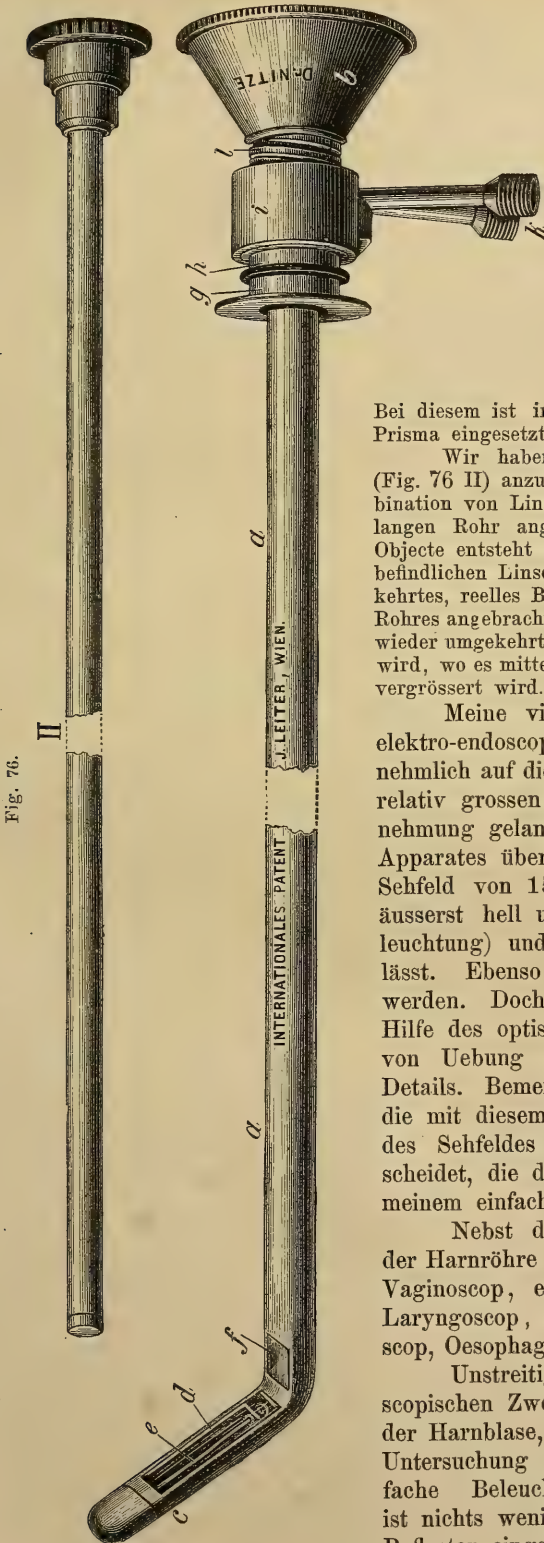 Fig. 76.
II
Dr. NITZE
b
l
i
h
g
k
a
J. LEITER, WIEN.
INTERNATIONALES PATENT
a
f
d
e
c
Bei diesem ist in
Prisma eingesetzt
Wir haben
(Fig. 76 II) anzu
bination von Lin
langen Rohr ang
Objecte entsteht
befindlichen Linse
kehrtes, reelles B
Rohres angebrach
wieder umgekehrt
wird, wo es mitte
vergrössert wird.
Meine vi
elektro-endoscop
nehmlich auf die
relativ grossen
nehmung gelan
Apparates über
Sehfeld von 15
äusserst hell u
leuchtung) und
lässt. Ebenso
werden. Doch
Hilfe des optis
von Uebung
Details. Beme
die mit diesem
des Sehfeldes
scheidet, die d
meinem einfach
Nebst d
der Harnröhre
Vaginoscop, e
Laryngoscop,
scop, Oesophag
Unstreiti
scopischen Zwe
der Harnblase,
Untersuchung
fache Beleuc
ist nichts weni